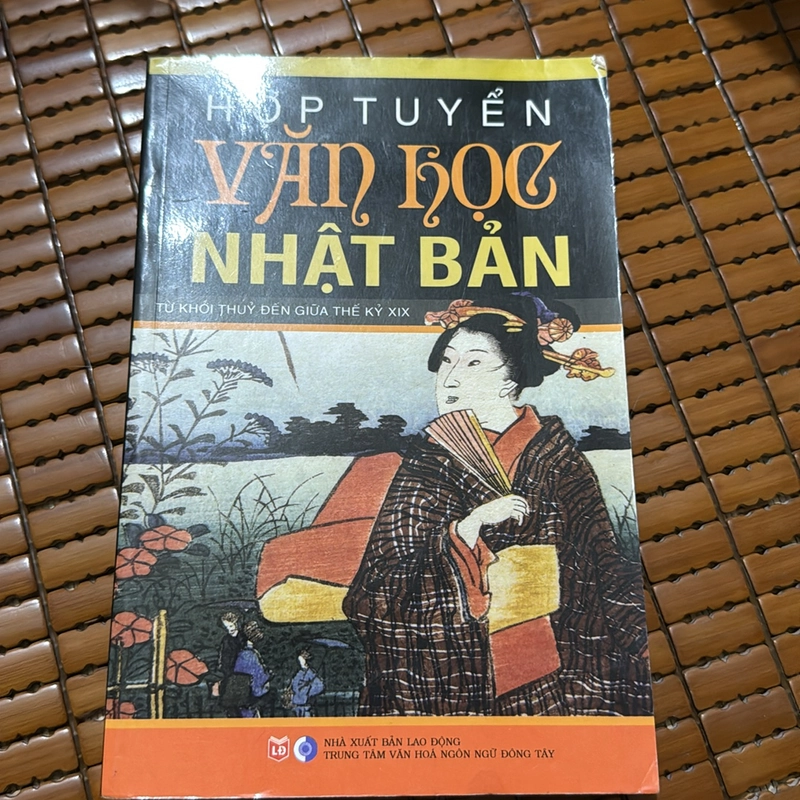 HỢP TUYỂN
VĂN HỌC
NHẬT BẢN
TỪ KHỞI THUỶ ĐẾN GIỮA THẾ KỶ XIX
LĐ
NHÀ XUẤT BẢN LAO ĐỘNG
TRUNG TÂM VĂN HOÁ NGÔN NGỮ ĐÔNG TÂY